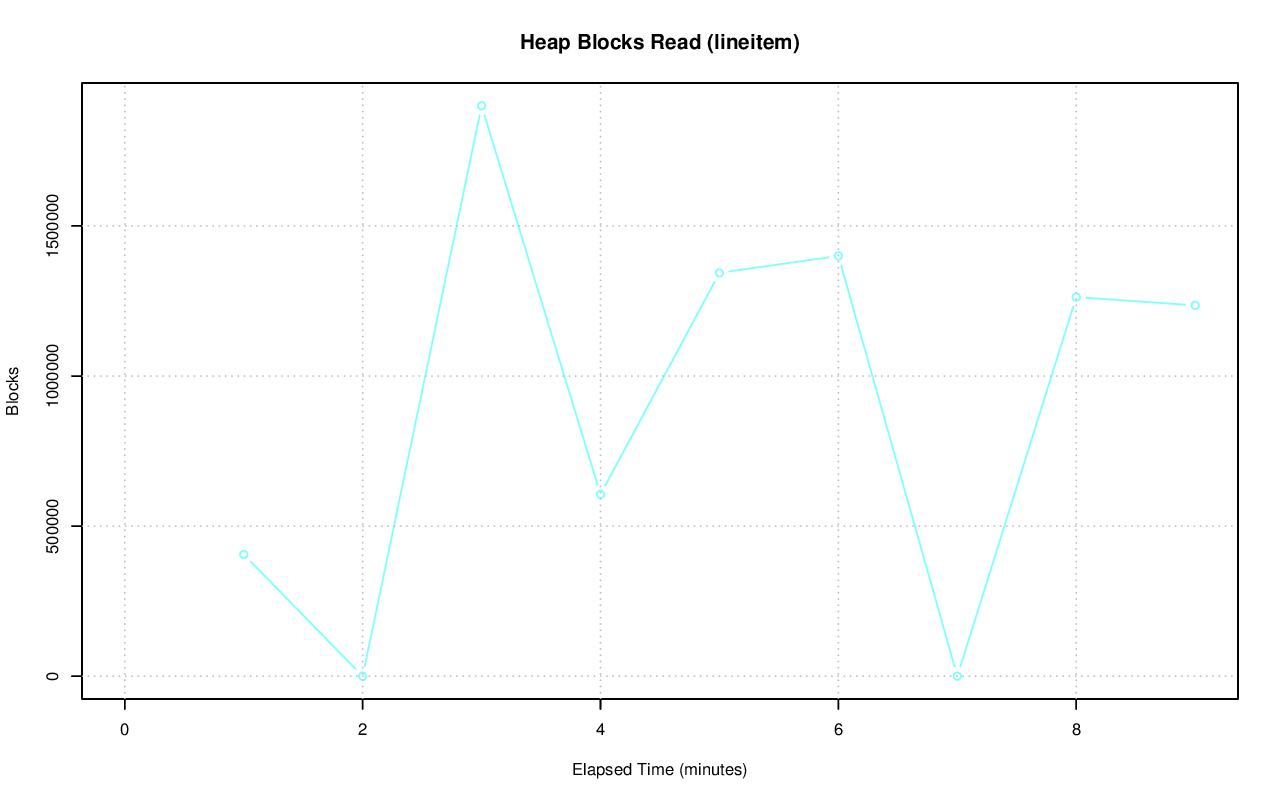 Heap Blocks Read (lineitem)
Blocks
1500000
1000000
500000
0
0 2 4 6 8
Elapsed Time (minutes)